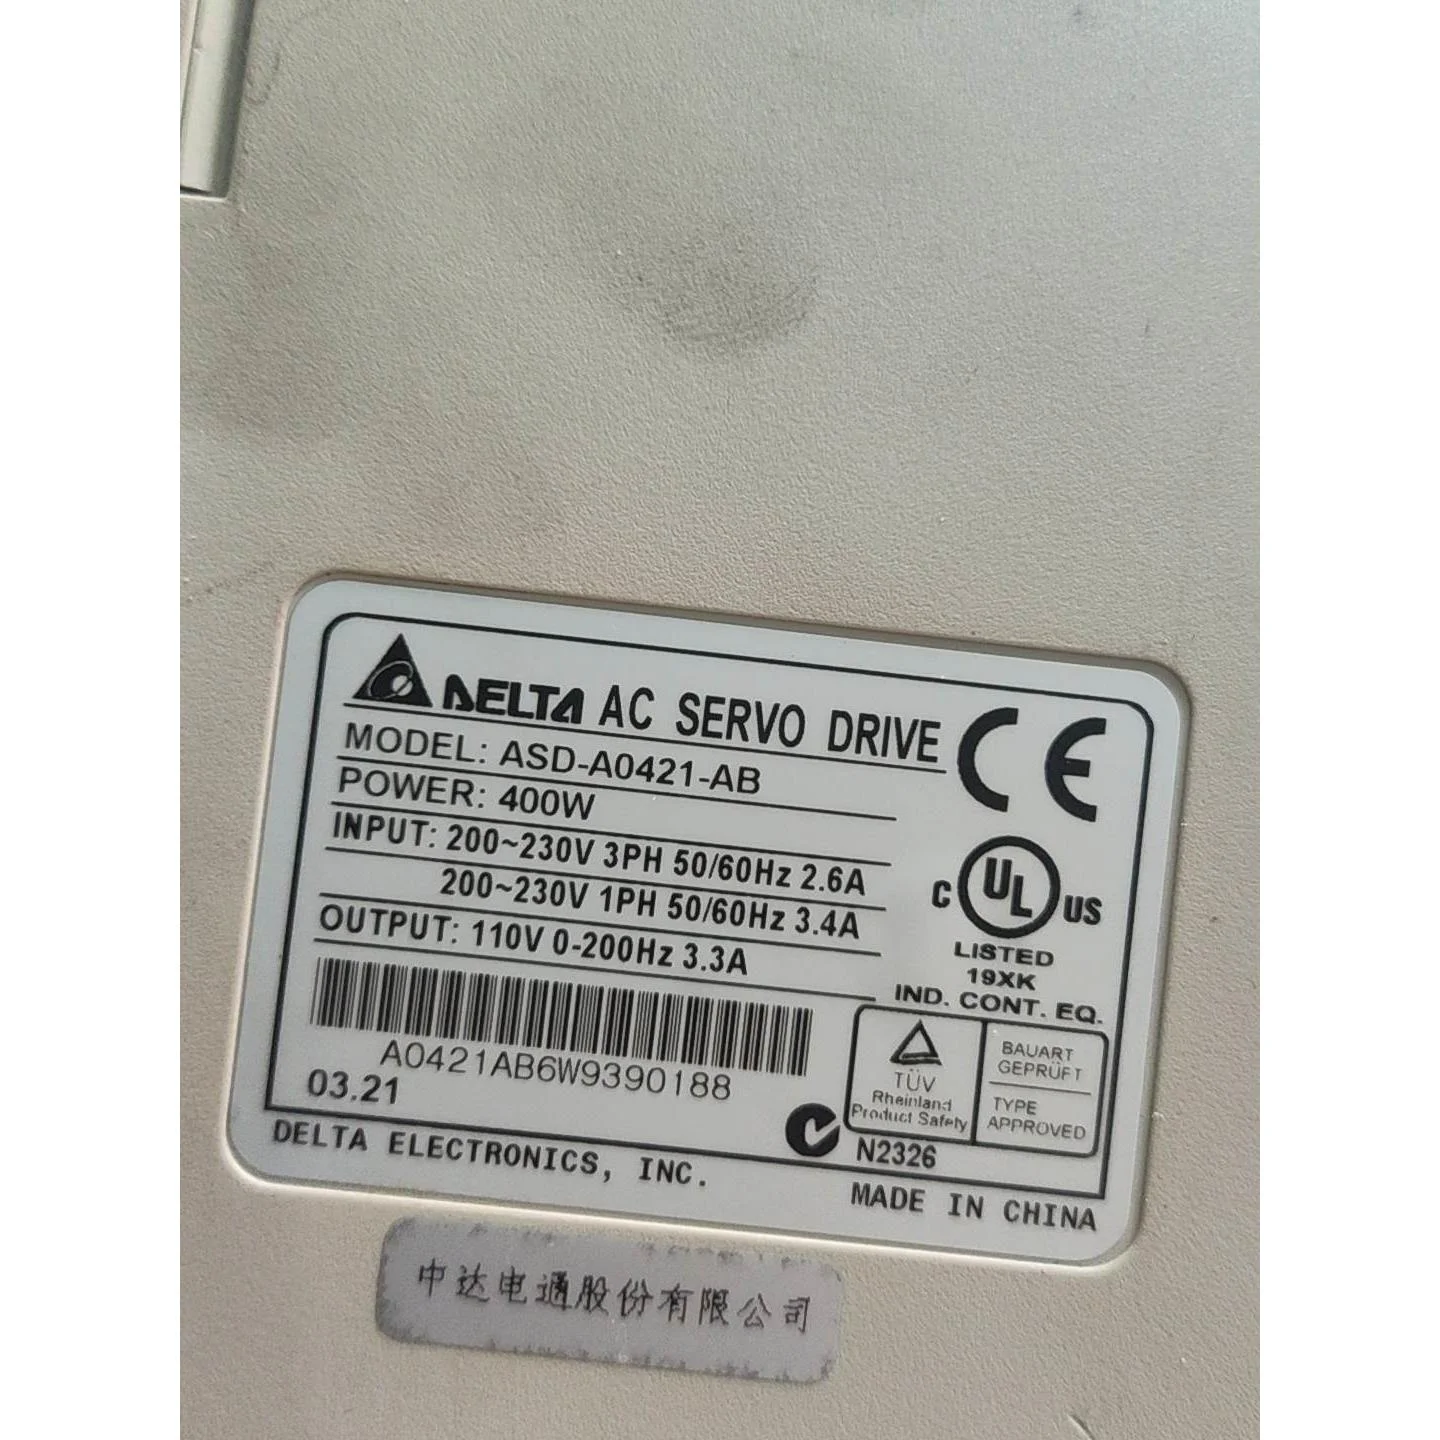 DELTA AC SERVO DRIVE
MODEL: ASD-A0421-AB
POWER: 400W
INPUT: 200~230V 3PH 50/60Hz 2.6A
200~230V 1PH 50/60Hz 3.4A
OUTPUT: 110V 0-200Hz 3.3A
A0421AB6W9390188
03.21
CE
C UL US
LISTED
19XK
IND. CONT. EQ.
TÜV
Rheinland
Product Safety
BAUART
GEPRÜFT
TYPE
APPROVED
N2326
DELTA ELECTRONICS, INC.
MADE IN CHINA
中达电通股份有限公司